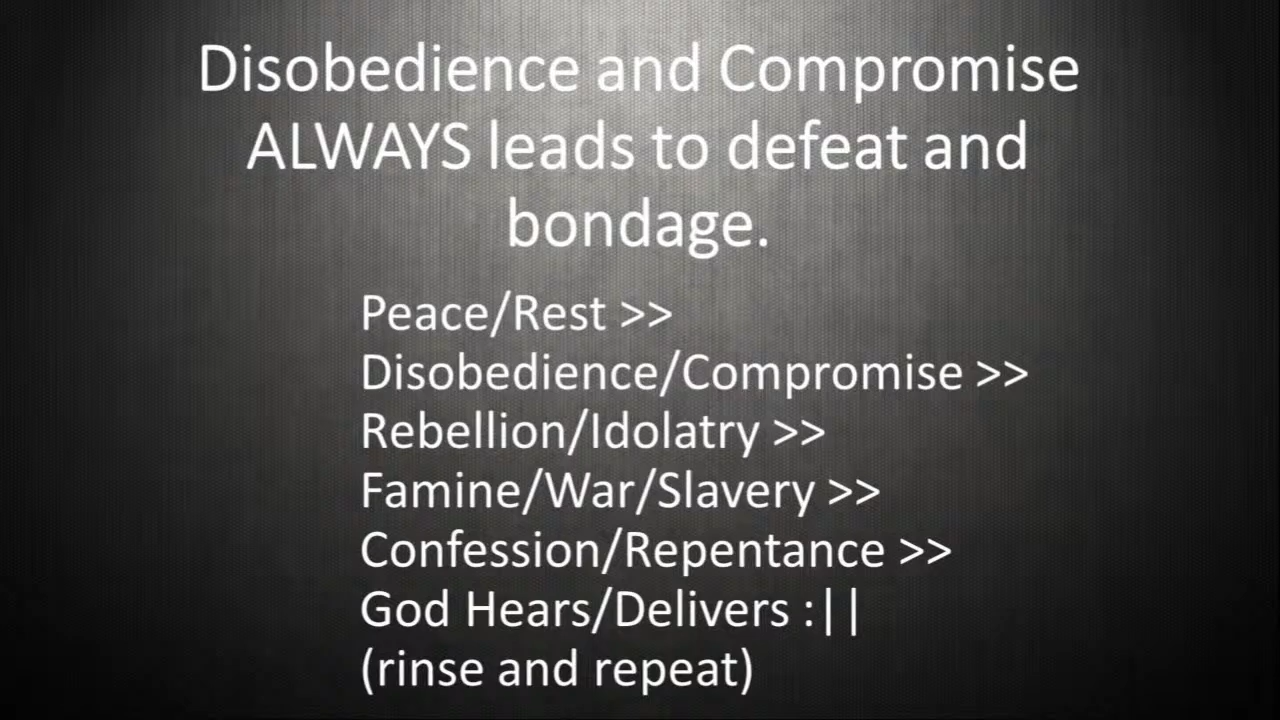 Disobedience and Compromise
ALWAYS leads to defeat and
bondage.
Peace/Rest >>
Disobedience/Compromise >>
Rebellion/Idolatry >>
Famine/War/Slavery >>
Confession/Repentance >>
God Hears/Delivers :||
(rinse and repeat)